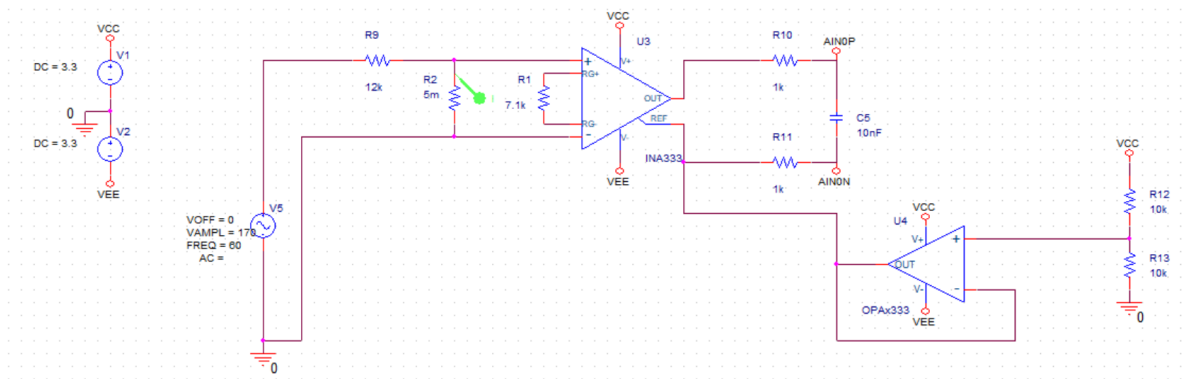 VCC
V1
DC = 3.3
0
V2
DC = 3.3
VEE
R9
12k
R2
5m
R1
7.1k
V5
VOFF = 0
VAMPL = 170
FREQ = 60
AC =
0
VCC
U3
+
V+
RG+
OUT
REF
RG-
-
V-
INA333
VEE
R10
1k
AIN0P
C5
10nF
R11
1k
AIN0N
VCC
U4
V+
+
OUT
V-
-
OPAx333
VEE
VCC
R12
10k
R13
10k
0